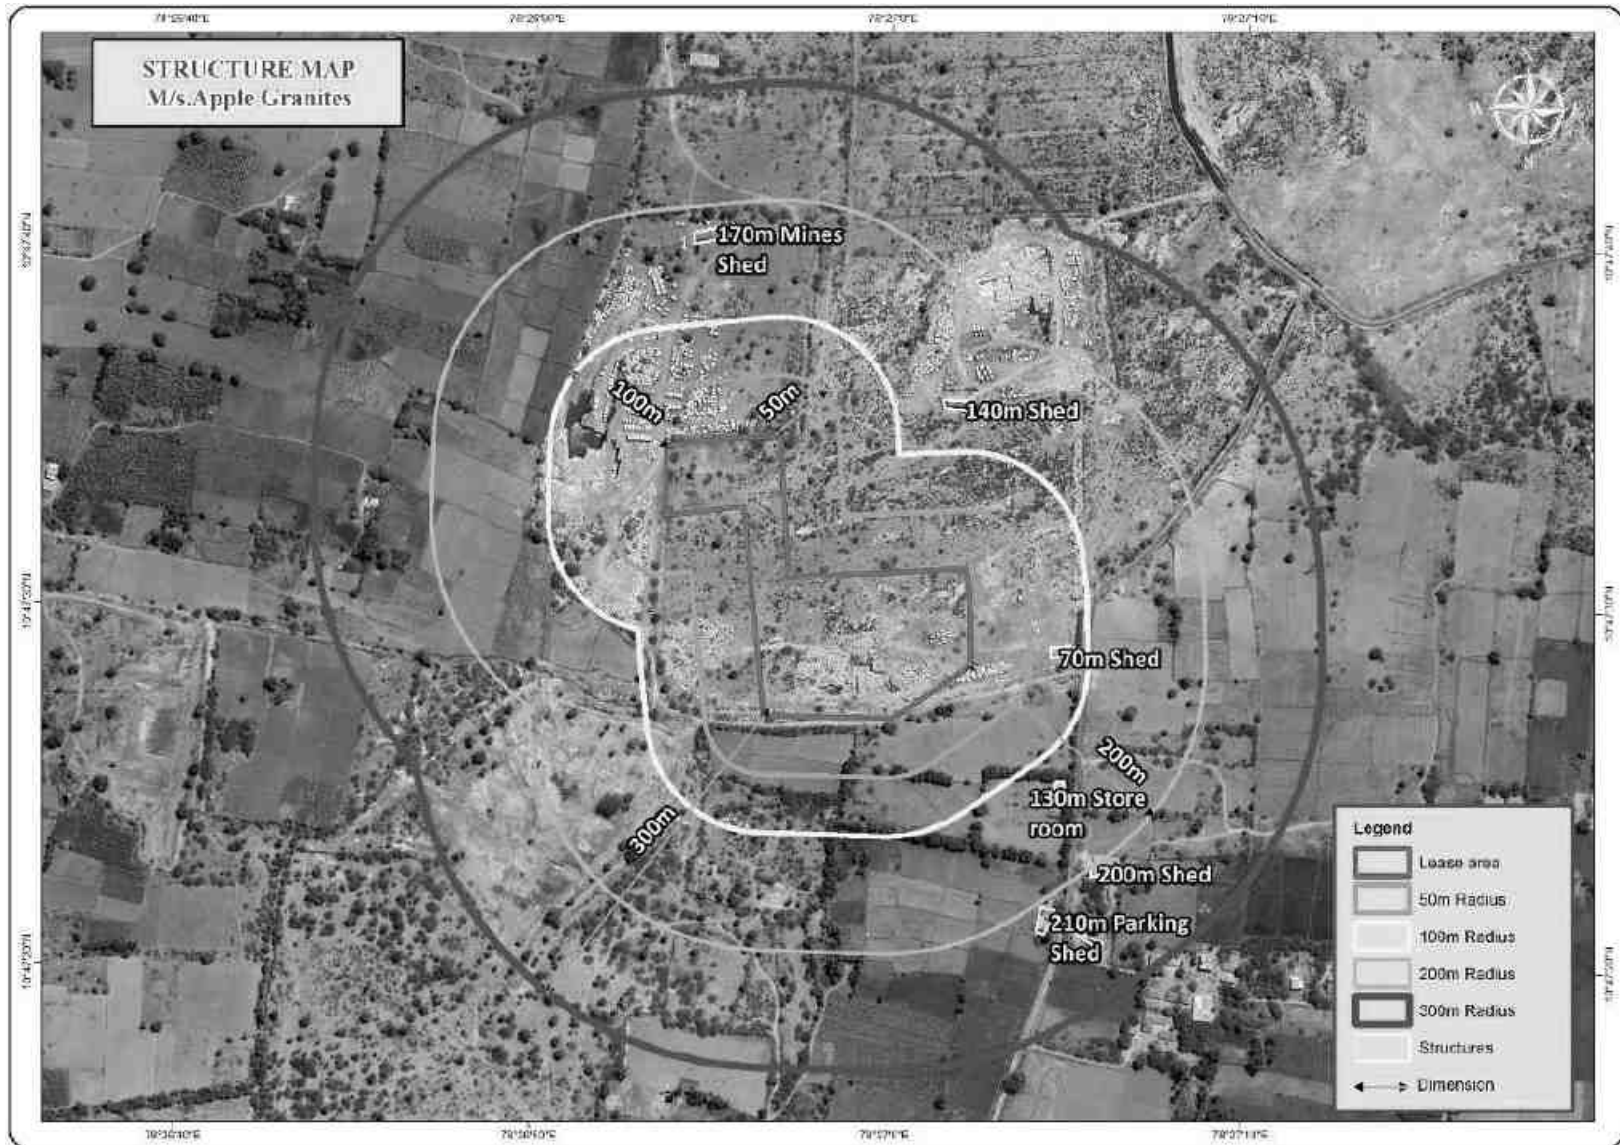 STRUCTURE MAP
M/s.Apple Granites
170m Mines
Shed
100m
50m
140m Shed
70m Shed
200m
130m Store
room
300m
200m Shed
210m Parking
Shed
Legend
Lease area
50m Radius
100m Radius
200m Radius
300m Radius
Structures
Dimension